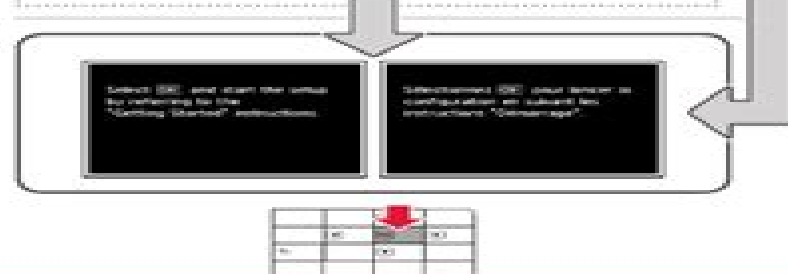 Select OK and start the setup
by referring to the
"Getting Started" instructions.
Sélectionnez OK pour lancer la
configuration en suivant les
instructions "Démarrage".